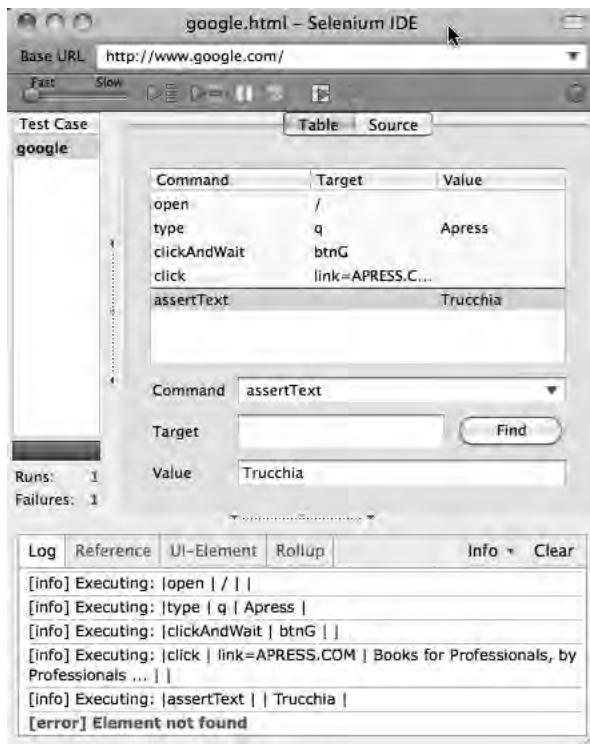 google.html – Selenium IDE
Base URL http://www.google.com/
Fast Slow
Test Case
google
Table Source
Command Target Value
open /
type q Apress
clickAndWait btnG
click link=APRESS.C...
assertText Trucchia
Command assertText
Target Find
Value Trucchia
Runs: 1
Failures: 1
Log Reference UI-Element Rollup Info Clear
[info] Executing: |open | / | |
[info] Executing: |type | q | Apress |
[info] Executing: |clickAndWait | btnG | |
[info] Executing: |click | link=APRESS.COM | Books for Professionals, by
Professionals ... | |
[info] Executing: |assertText | | Trucchia |
[error] Element not found